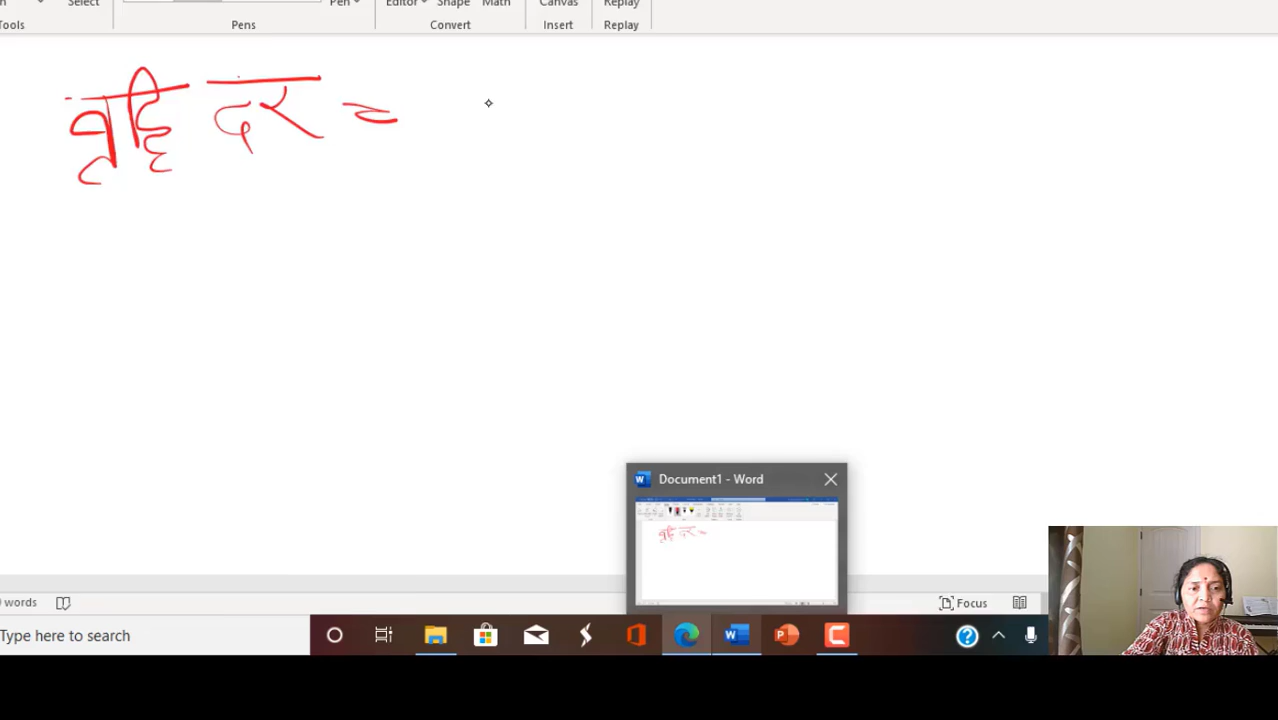 Tools Select Pens Pen Editor Convert Shape Math Canvas Insert Replay Replay
वृद्दि दर =
Document1 - Word
words Focus
Type here to search